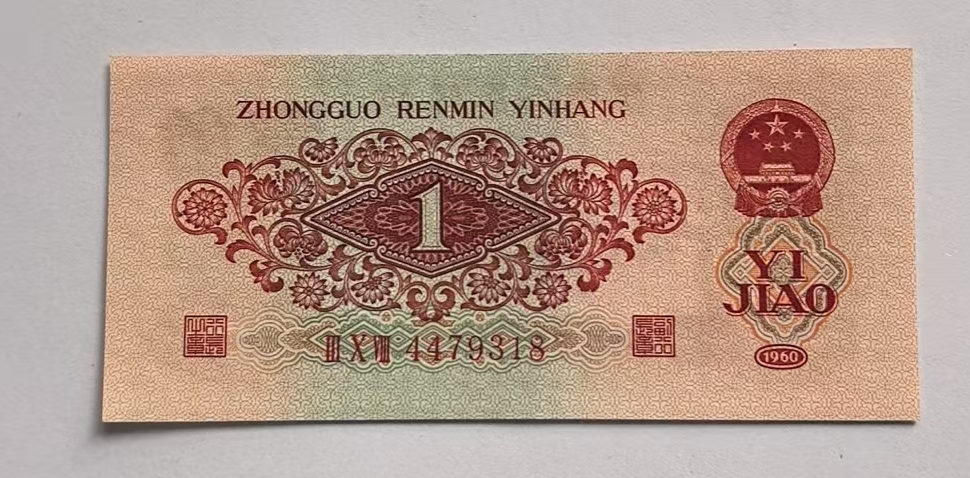 ZHONGGUO RENMIN YINHANG
1
YI
JIAO
III X VIII 4479318
1960